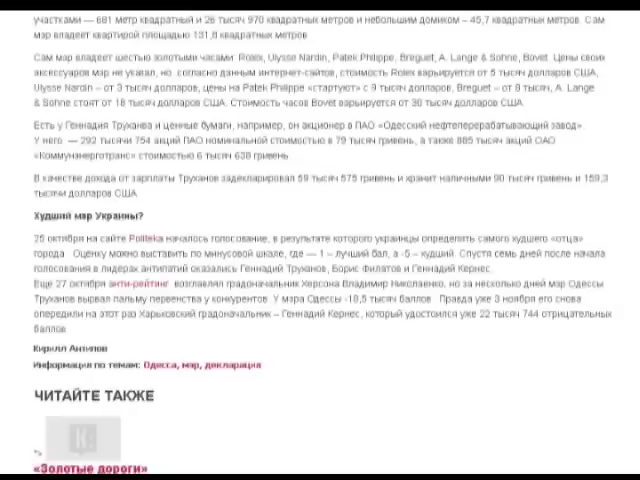 участками — 681 метр квадратный и 26 тысяч 970 квадратных метров и небольшим домиком – 45,7 квадратных метров. Сам
мэр владеет квартирой площадью 131,8 квадратных метров
Сам мэр владеет шестью золотыми часами: Rolex, Ulysse Nardin, Patek Philippe, Breguet, A. Lange & Sohne, Bovet. Цены своих
аксессуаров мэр не указал, но согласно данным интернет-сайтов, стоимость Rolex варьируется от 5 тысяч долларов США,
Ulysse Nardin – от 3 тысяч долларов, цены на Patek Philippe «стартуют» с 9 тысяч долларов, Breguet – от 8 тысяч, A. Lange
& Sohne стоят от 18 тысяч долларов США. Стоимость часов Bovet варьируется от 30 тысяч долларов США
Есть у Геннадия Труханва и ценные бумаги, например, он акционер в ПАО «Одесский нефтеперерабатывающий завод».
У него — 292 тысячи 754 акций ПАО номинальной стоимостью в 79 тысяч гривень, а также 885 тысяч акций ОАО
«Коммунэнерготранс» стоимостью 6 тысяч 638 гривень
В качестве дохода от зарплаты Труханов задекларировал 59 тысяч 575 гривень и хранит наличными 90 тысяч гривень и 159,3
тысячи долларов США
Худший мэр Украины?
25 октября на сайте Politeka началось голосование, в результате которого украинцы определять самого худшего «отца»
города. Оценку можно выставить по минусовой шкале, где — 1 – лучший бал, а -5 – худший. Спустя семь дней после начала
голосования в лидерах антипатий оказались Геннадий Труханов, Борис Филатов и Геннадий Кернес.
Еще 27 октября анти-рейтинг возглавлял градоначальник Херсона Владимир Николаенко, но за несколько дней мэр Одессы
Труханов вырвал пальму первенства у конкурентов. У мэра Одессы -18,5 тысяч баллов. Правда уже 3 ноября его снова
опередили на этот раз Харьковский градоначальник – Геннадий Кернес, который удостоился уже 22 тысяч 744 отрицательных
баллов
Кирилл Антипов
Информация по темам: Одесса, мэр, декларация
ЧИТАЙТЕ ТАКЖЕ
К:
«Золотые дороги»